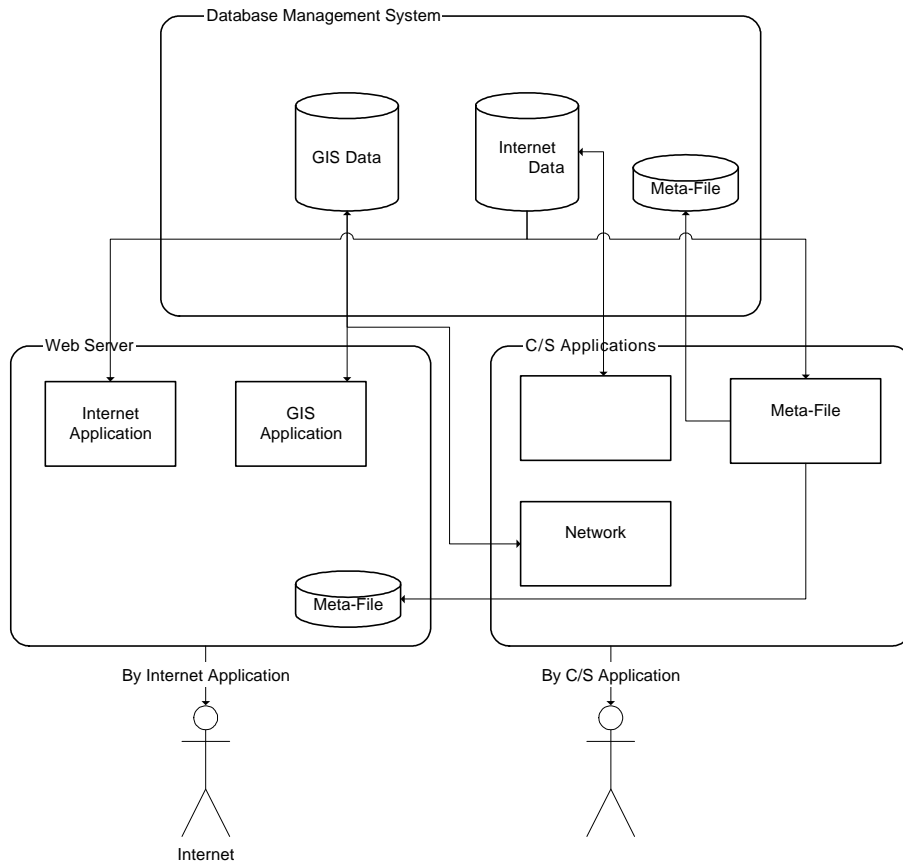 Database Management System
GIS Data
Internet
Data
Meta-File
Web Server
Internet
Application
GIS
Application
Meta-File
C/S Applications
Meta-File
Network
By Internet Application
By C/S Application
Internet